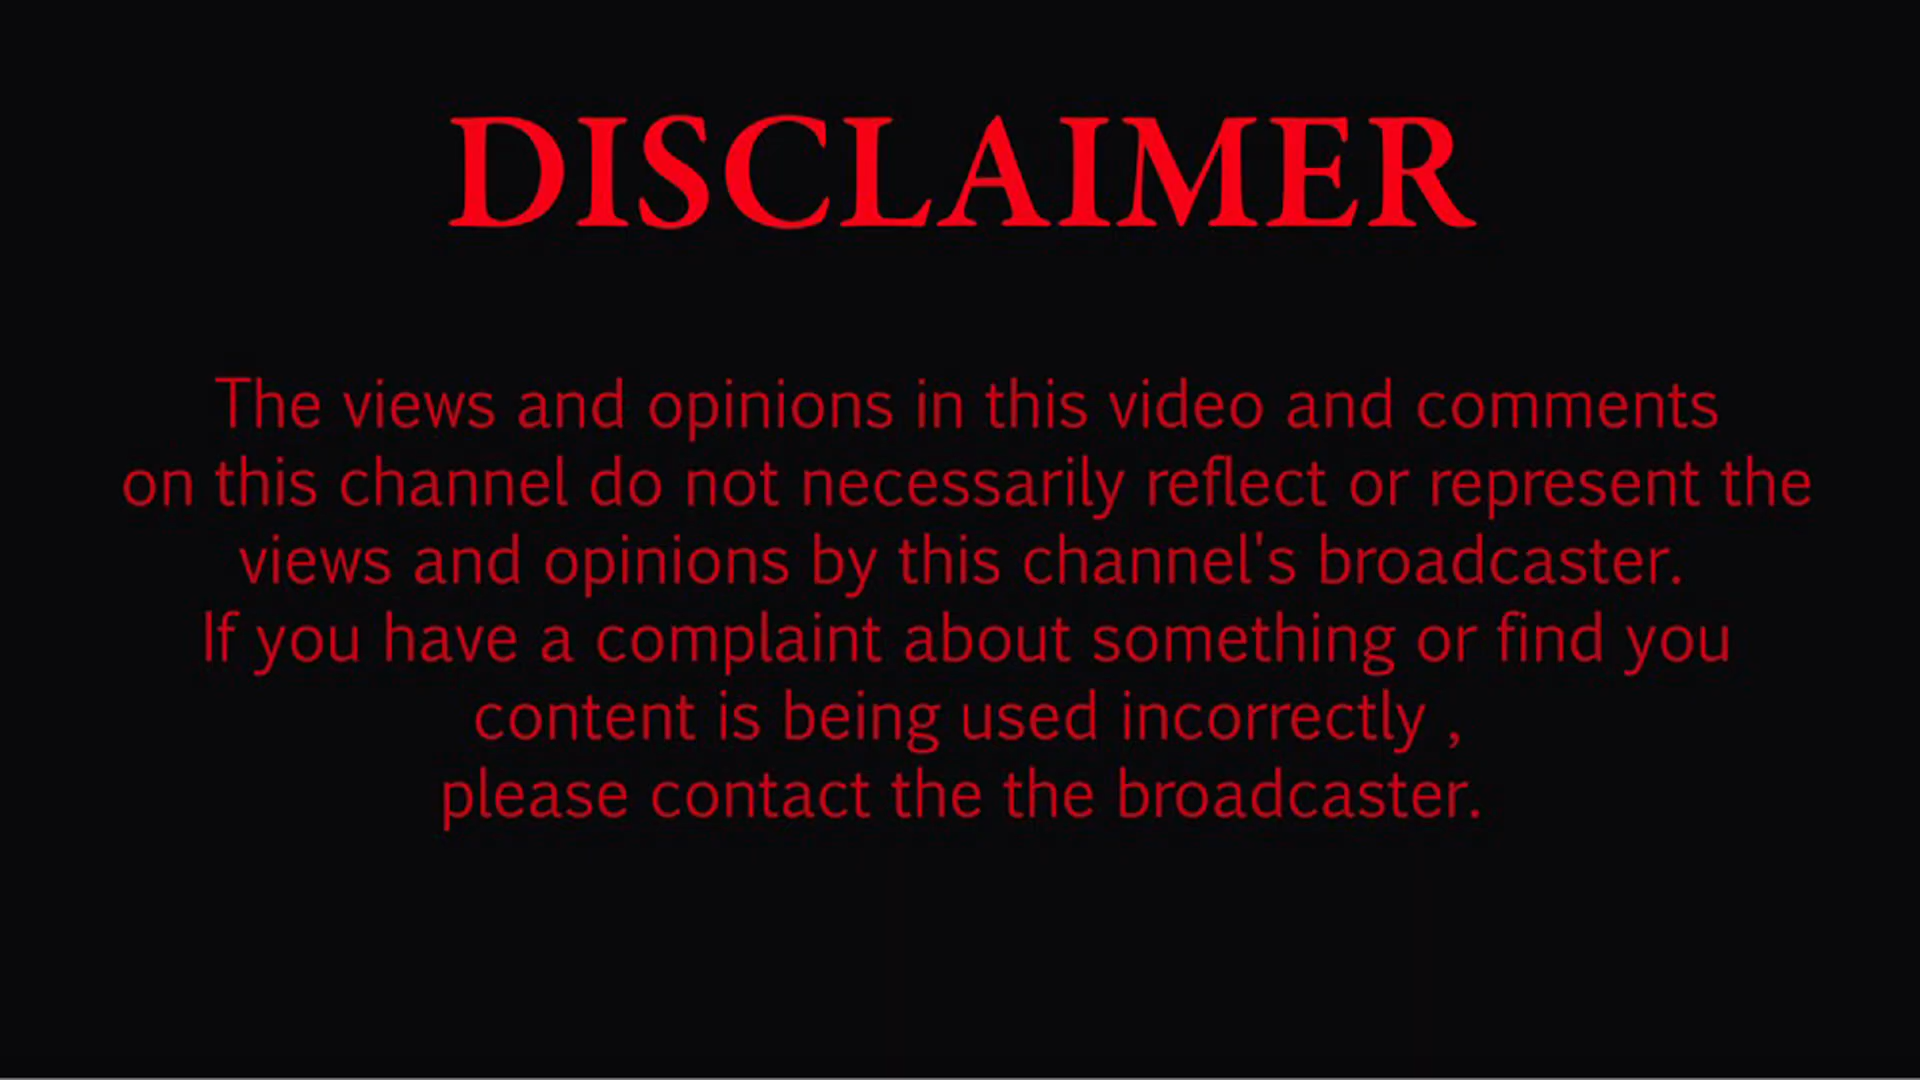 DISCLAIMER
The views and opinions in this video and comments
on this channel do not necessarily reflect or represent the
views and opinions by this channel's broadcaster.
If you have a complaint about something or find you
content is being used incorrectly ,
please contact the the broadcaster.